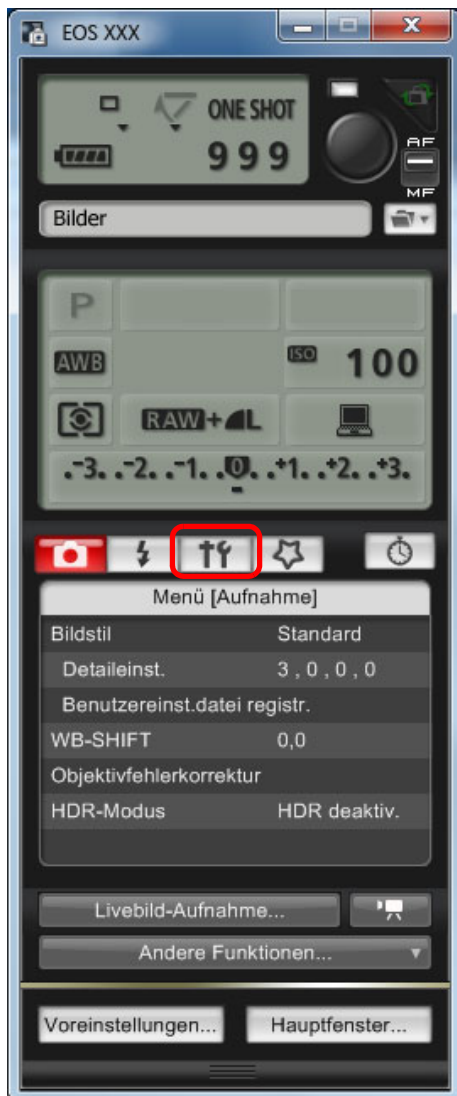 EOS XXX
ONE SHOT
999
AF
MF
Bilder
P
AWB
ISO 100
RAW+L
.-3. .-2. .-1. .0. .+1. .+2. .+3.
Menü [Aufnahme]
Bildstil Standard
Detaileinst. 3 , 0 , 0 , 0
Benutzereinst.datei registr.
WB-SHIFT 0,0
Objektivfehlerkorrektur
HDR-Modus HDR deaktiv.
Livebild-Aufnahme...
Andere Funktionen...
Voreinstellungen... Hauptfenster...